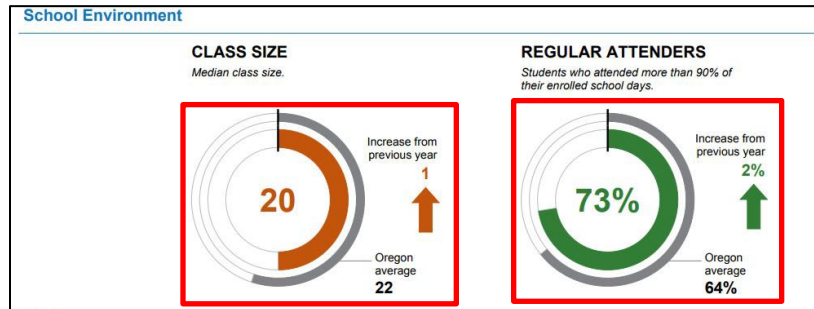 School Environment
CLASS SIZE
Median class size.
20
Increase from
previous year
1
Oregon
average
22
REGULAR ATTENDERS
Students who attended more than 90% of
their enrolled school days.
73%
Increase from
previous year
2%
Oregon
average
64%